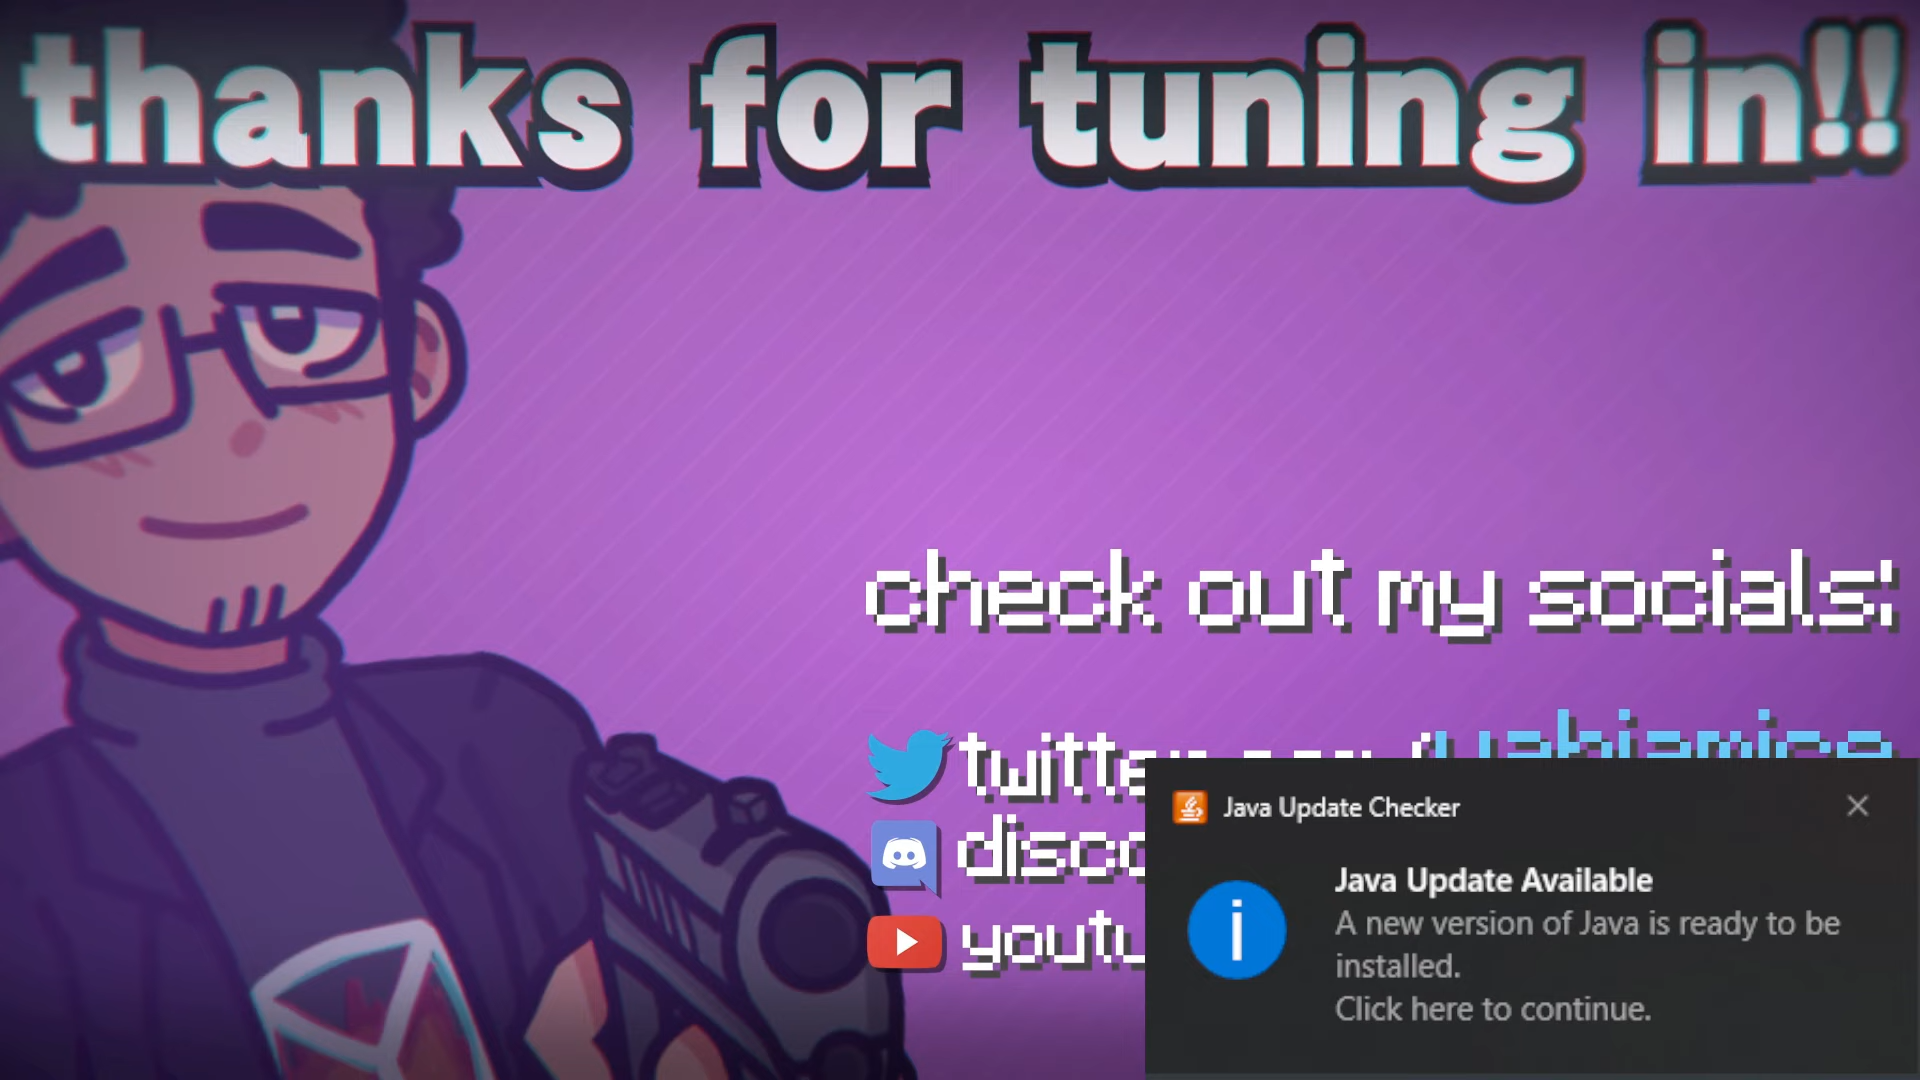 thanks for tuning in!!
check out my socials:
Java Update Checker
Java Update Available
A new version of Java is ready to be
installed.
Click here to continue.